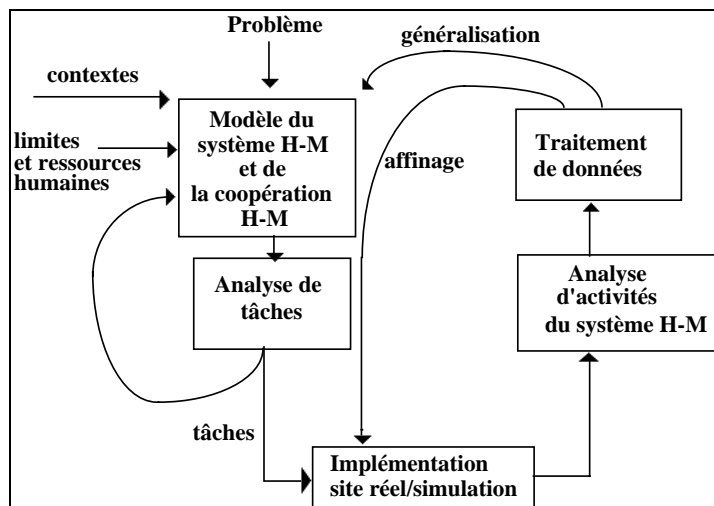 Problème
généralisation
contextes
Modèle du
système H-M
et de
la coopération
H-M
limites
et ressources
humaines
Traitement
de données
affinage
Analyse de
tâches
Analyse
d'activités
du système H-M
tâches
Implémentation
site réel/simulation